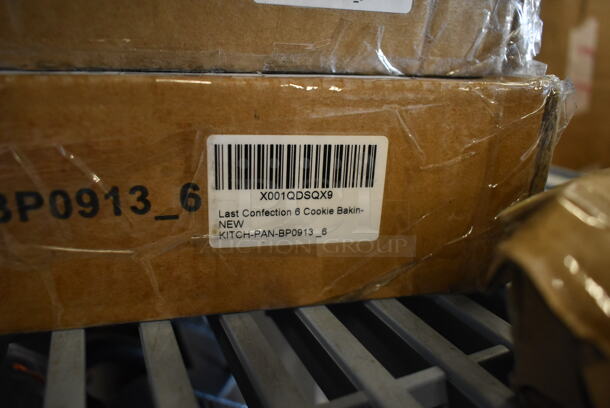 BP0913_6
X001QDSQX9
Last Confection 6 Cookie Bakin-
NEW
KITCH-PAN-BP0913_6
AUCTION GROUP